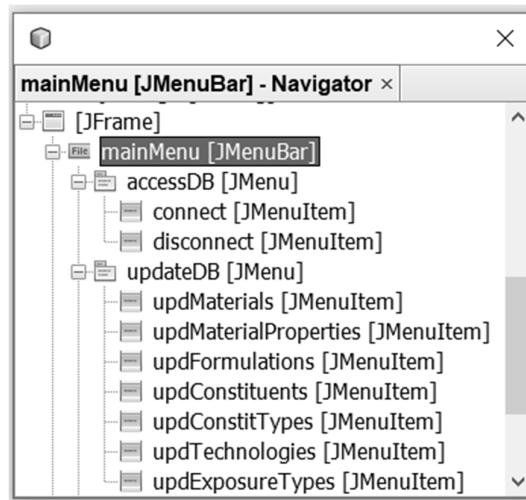 mainMenu [JMenuBar] - Navigator ×
[JFrame]
File mainMenu [JMenuBar]
accessDB [JMenu]
connect [JMenuItem]
disconnect [JMenuItem]
updateDB [JMenu]
updMaterials [JMenuItem]
updMaterialProperties [JMenuItem]
updFormulations [JMenuItem]
updConstituents [JMenuItem]
updConstitTypes [JMenuItem]
updTechnologies [JMenuItem]
updExposureTypes [JMenuItem]